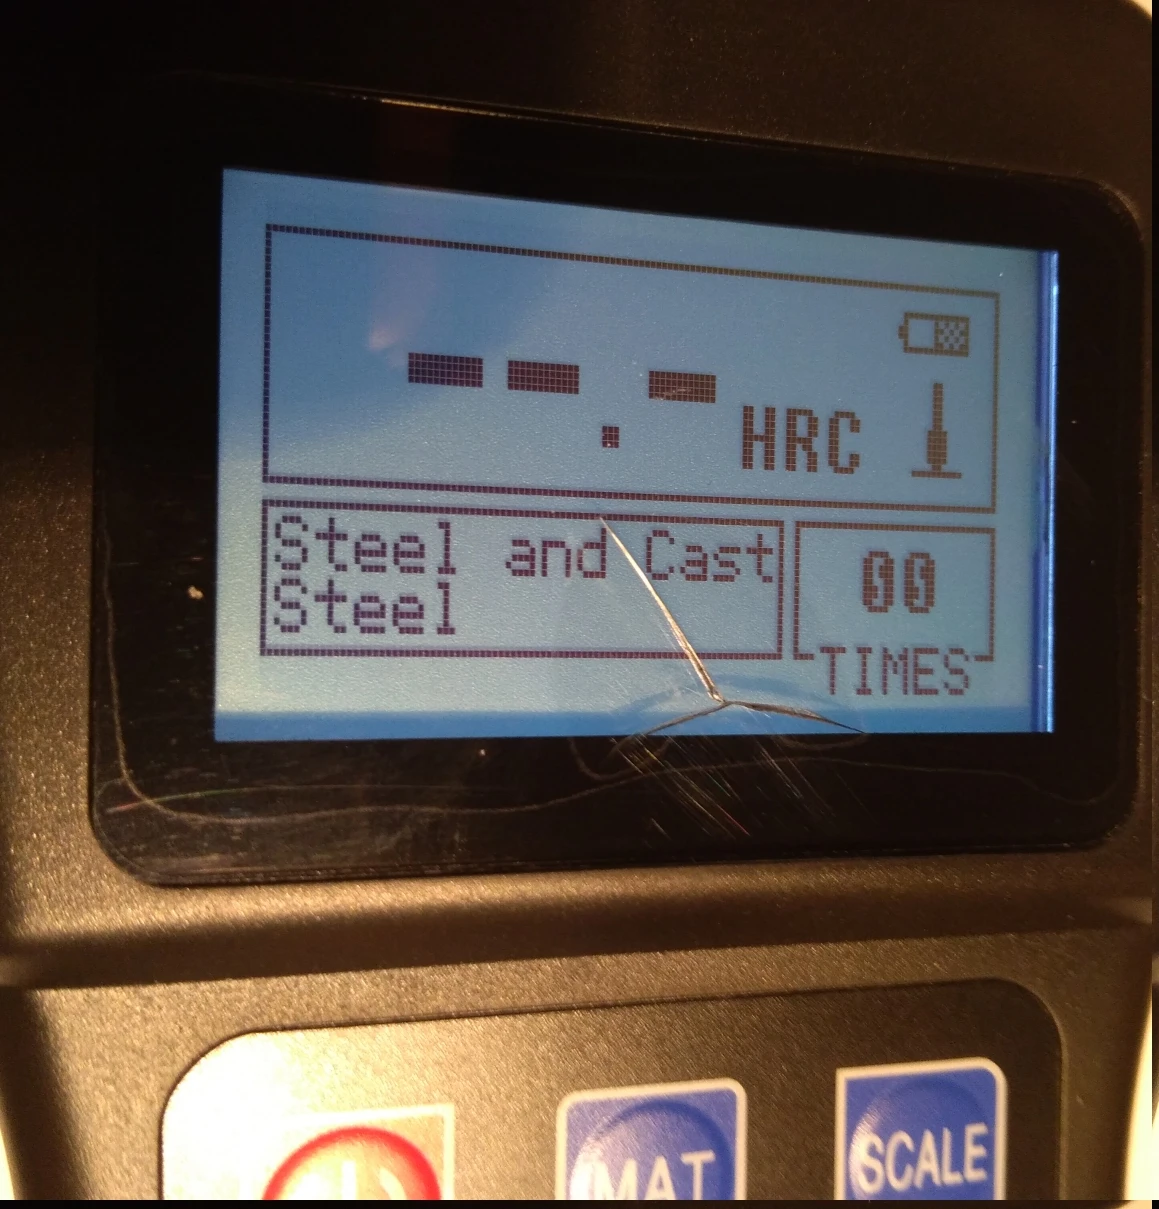 --.- HRC
Steel and Cast
Steel
00
TIMES
MAT
SCALE